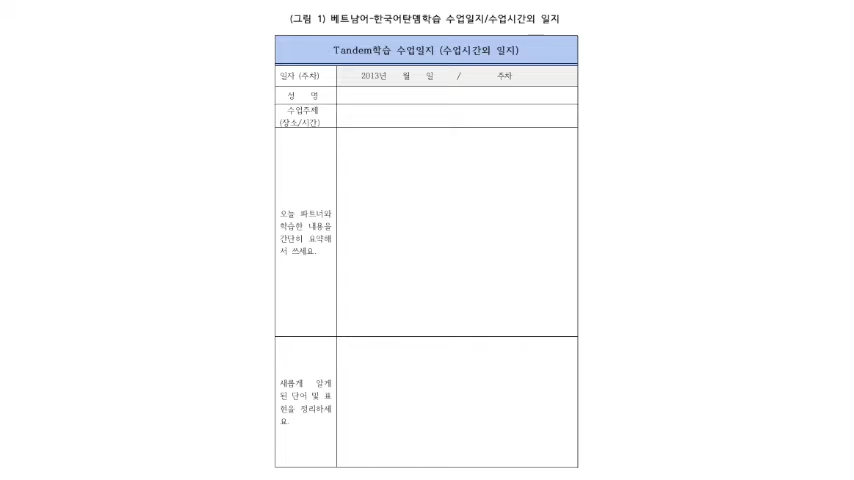 (그림 1) 베트남어-한국어탄뎀학습 수업일지/수업시간외 일지
Tandem학습 수업일지 (수업시간외 일지)
일자 (주차)
2013년 월 일 / 주차
성 명
수업주제
(장소/시간)
오늘 파트너와
학습한 내용을
간단히 요약해
서 쓰세요.
새롭게 알게
된 단어 및 표
현을 정리하세
요.